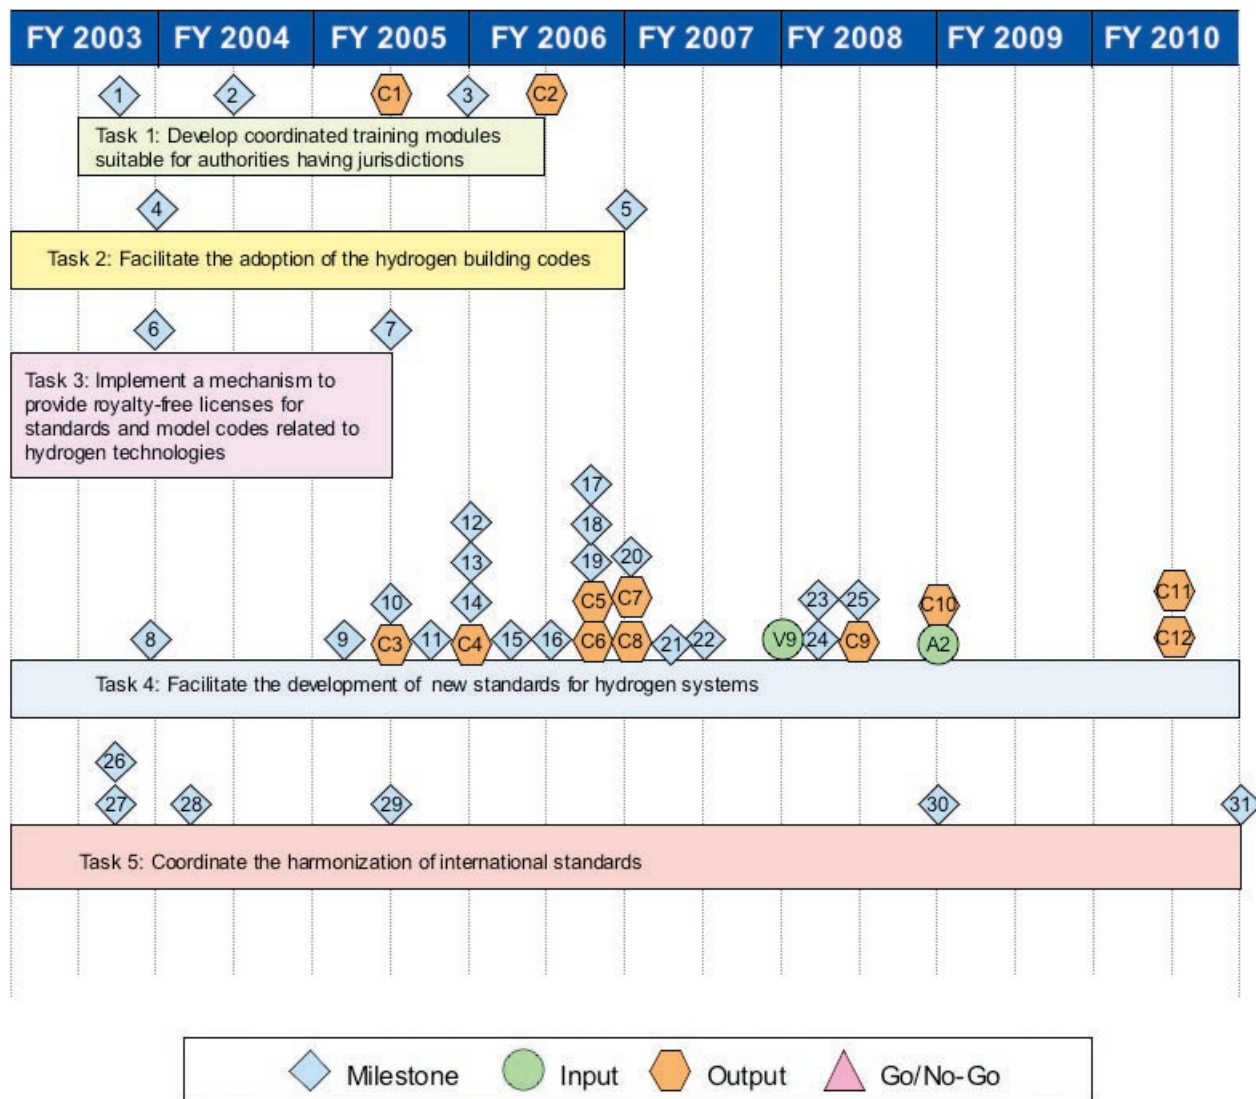 FY 2003 FY 2004 FY 2005 FY 2006 FY 2007 FY 2008 FY 2009 FY 2010
1 2 C1 3 C2
Task 1: Develop coordinated training modules
suitable for authorities having jurisdictions
4 5
Task 2: Facilitate the adoption of the hydrogen building codes
6 7
Task 3: Implement a mechanism to
provide royalty-free licenses for
standards and model codes related to
hydrogen technologies
17
12 18
13 19 20
10 14 C5 C7 23 25 C10 C11
8 9 C3 11 C4 15 16 C6 C8 21 22 V9 24 C9 A2 C12
Task 4: Facilitate the development of new standards for hydrogen systems
26
27 28 29 30 31
Task 5: Coordinate the harmonization of international standards
Milestone Input Output Go/No-Go